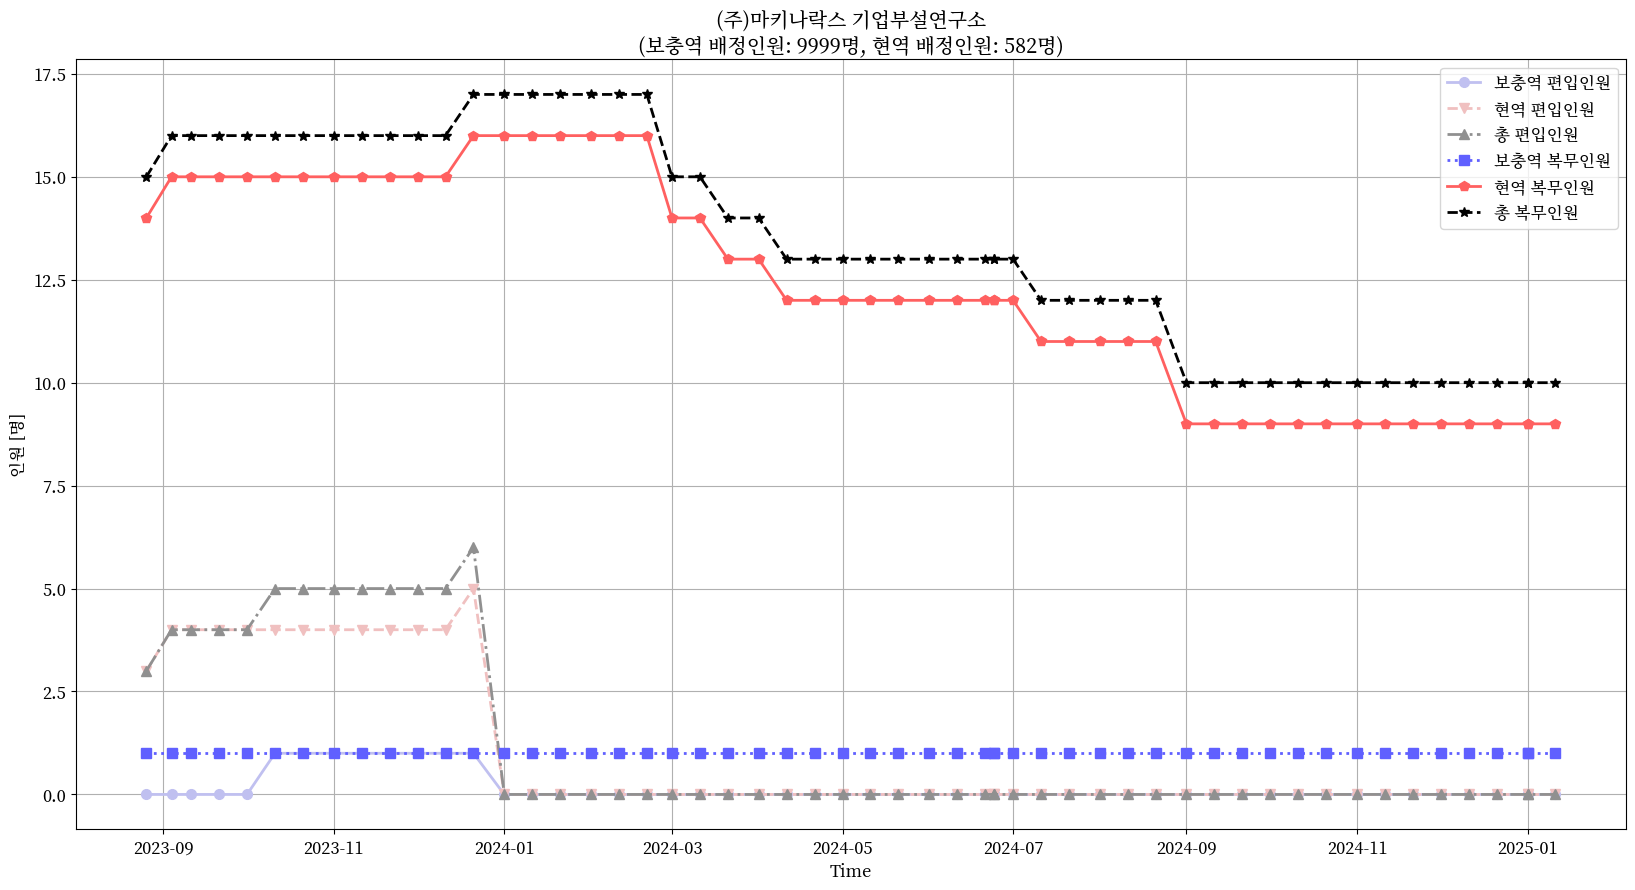 (주)마키나락스 기업부설연구소
(보충역 배정인원: 9999명, 현역 배정인원: 582명)
보충역 편입인원
현역 편입인원
총 편입인원
보충역 복무인원
현역 복무인원
총 복무인원
인원 [명]
17.5
15.0
12.5
10.0
7.5
5.0
2.5
0.0
2023-09
2023-11
2024-01
2024-03
2024-05
2024-07
2024-09
2024-11
2025-01
Time